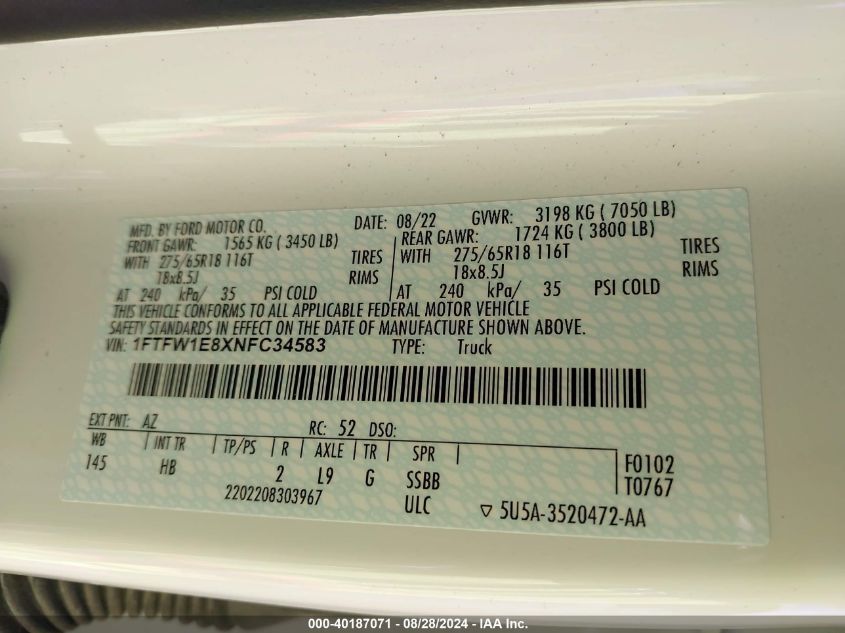 MFD. BY FORD MOTOR CO. DATE: 08/22 GVWR: 3198 KG ( 7050 LB)
FRONT GAWR: 1565 KG ( 3450 LB) REAR GAWR: 1724 KG ( 3800 LB)
WITH 275/65R18 116T TIRES WITH 275/65R18 116T TIRES
18x8.5J RIMS 18x8.5J RIMS
AT 240 kPa/ 35 PSI COLD AT 240 kPa/ 35 PSI COLD
THIS VEHICLE CONFORMS TO ALL APPLICABLE FEDERAL MOTOR VEHICLE
SAFETY STANDARDS IN EFFECT ON THE DATE OF MANUFACTURE SHOWN ABOVE.
VIN: 1FTFW1E8XNFC34583 TYPE: Truck
EXT PNT: AZ RC: 52 DSO:
WB INT TR TP/PS R AXLE TR SPR
145 HB 2 L9 G SSBB F0102
2202208303967 ULC T0767
▽ 5U5A-3520472-AA
000-40187071 - 08/28/2024 - IAA Inc.